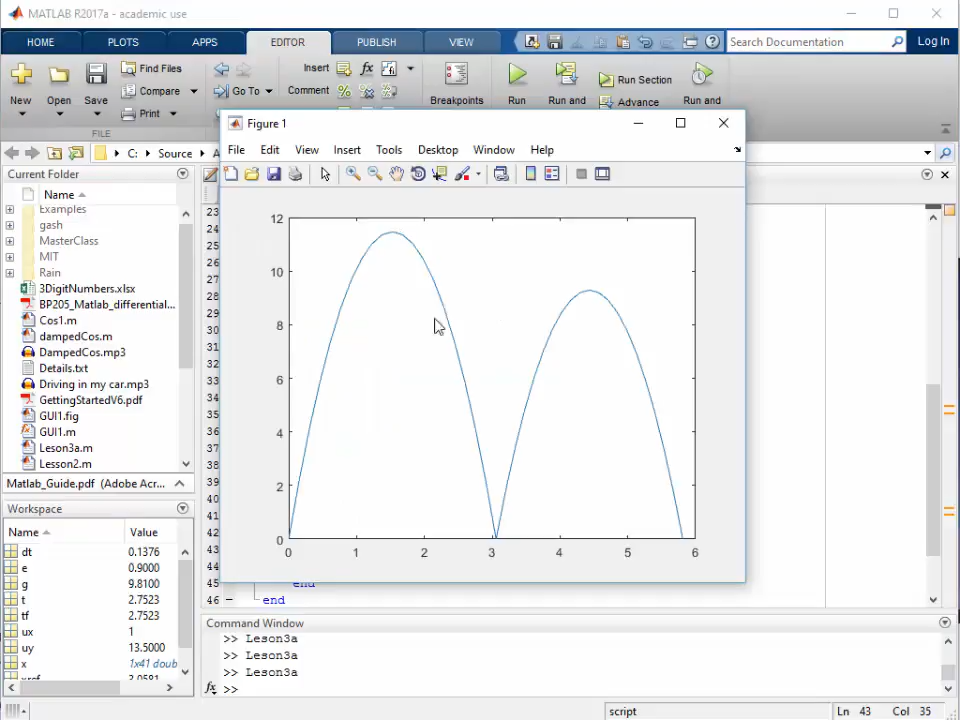 MATLAB R2017a - academic use
HOME PLOTS APPS EDITOR PUBLISH VIEW Search Documentation Log In
New Open Save Find Files Compare Print Go To Insert fx Comment Breakpoints Run Run and Run Section Advance Run and
FILE
C: Source
Current Folder
Name
Examples
gash
MasterClass
MIT
Rain
3DigitNumbers.xlsx
BP205_Matlab_differential...
Cos1.m
dampedCos.m
DampedCos.mp3
Details.txt
Driving in my car.mp3
GettingStartedV6.pdf
GUI1.fig
GUI1.m
Leson3a.m
Lesson2.m
Matlab_Guide.pdf (Adobe Acr...
Workspace
Name Value
dt 0.1376
e 0.9000
g 9.8100
t 2.7523
tf 2.7523
ux 1
uy 13.5000
x 1x41 doub
Figure 1
File Edit View Insert Tools Desktop Window Help
12
10
8
6
4
2
0
0 1 2 3 4 5 6
23
24
25
26
27
28
29
30
31
32
33
34
35
36
37
38
39
40
41
42
43
44
45 end
46 end
Command Window
>> Leson3a
>> Leson3a
>> Leson3a
fx >>
script Ln 43 Col 35